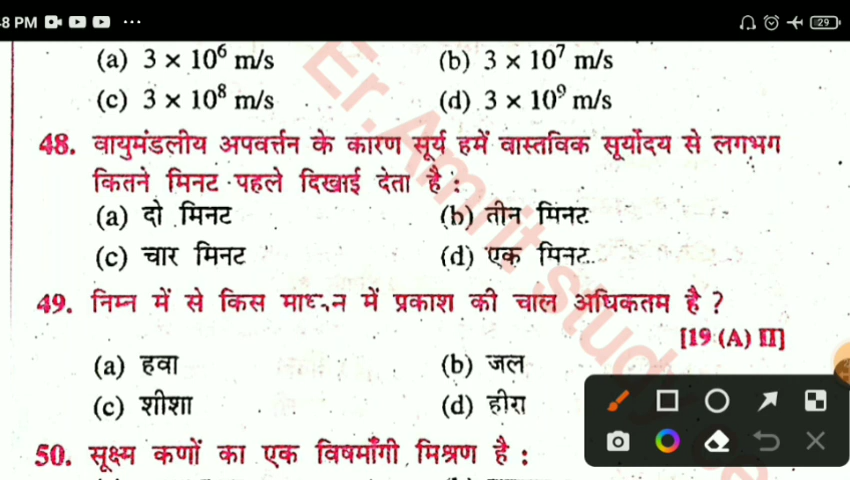 8 PM
29
(a) 3 × 10⁶ m/s (b) 3 × 10⁷ m/s
(c) 3 × 10⁸ m/s (d) 3 × 10⁹ m/s
48. वायुमंडलीय अपवर्त्तन के कारण सूर्य हमें वास्तविक सूर्योदय से लगभग
कितने मिनट पहले दिखाई देता है :
(a) दो मिनट (b) तीन मिनट
(c) चार मिनट (d) एक मिनट
49. निम्न में से किस माध्यम में प्रकाश की चाल अधिकतम है ?
[19 (A) II]
(a) हवा (b) जल
(c) शीशा (d) हीरा
50. सूक्ष्म कणों का एक विषमाँगी मिश्रण है :
Er. Amit study